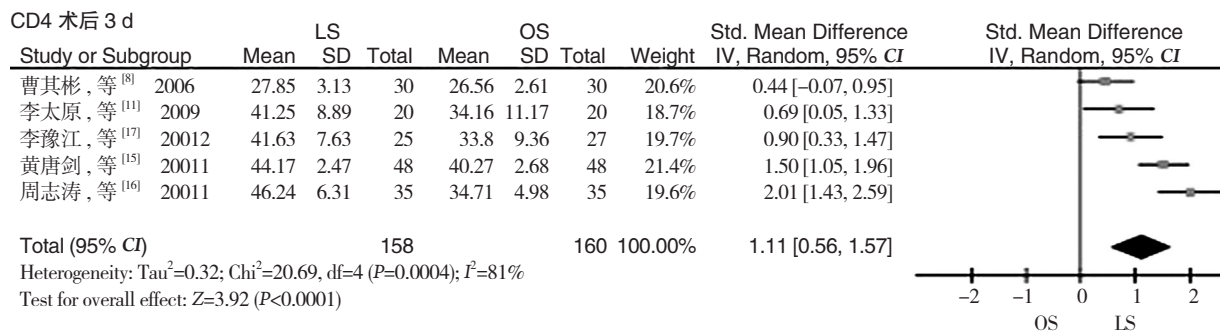 CD4 术后 3 d
LS OS Std. Mean Difference Std. Mean Difference
Study or Subgroup Mean SD Total Mean SD Total Weight IV, Random, 95% CI IV, Random, 95% CI
曹其彬 , 等 [8] 2006 27.85 3.13 30 26.56 2.61 30 20.6% 0.44 [–0.07, 0.95]
李太原 , 等 [11] 2009 41.25 8.89 20 34.16 11.17 20 18.7% 0.69 [0.05, 1.33]
李豫江 , 等 [17] 20012 41.63 7.63 25 33.8 9.36 27 19.7% 0.90 [0.33, 1.47]
黄唐剑 , 等 [15] 20011 44.17 2.47 48 40.27 2.68 48 21.4% 1.50 [1.05, 1.96]
周志涛 , 等 [16] 20011 46.24 6.31 35 34.71 4.98 35 19.6% 2.01 [1.43, 2.59]
Total (95% CI) 158 160 100.00% 1.11 [0.56, 1.57]
Heterogeneity: Tau²=0.32; Chi²=20.69, df=4 (P=0.0004); I²=81%
Test for overall effect: Z=3.92 (P<0.0001)
–2 –1 0 1 2
OS LS